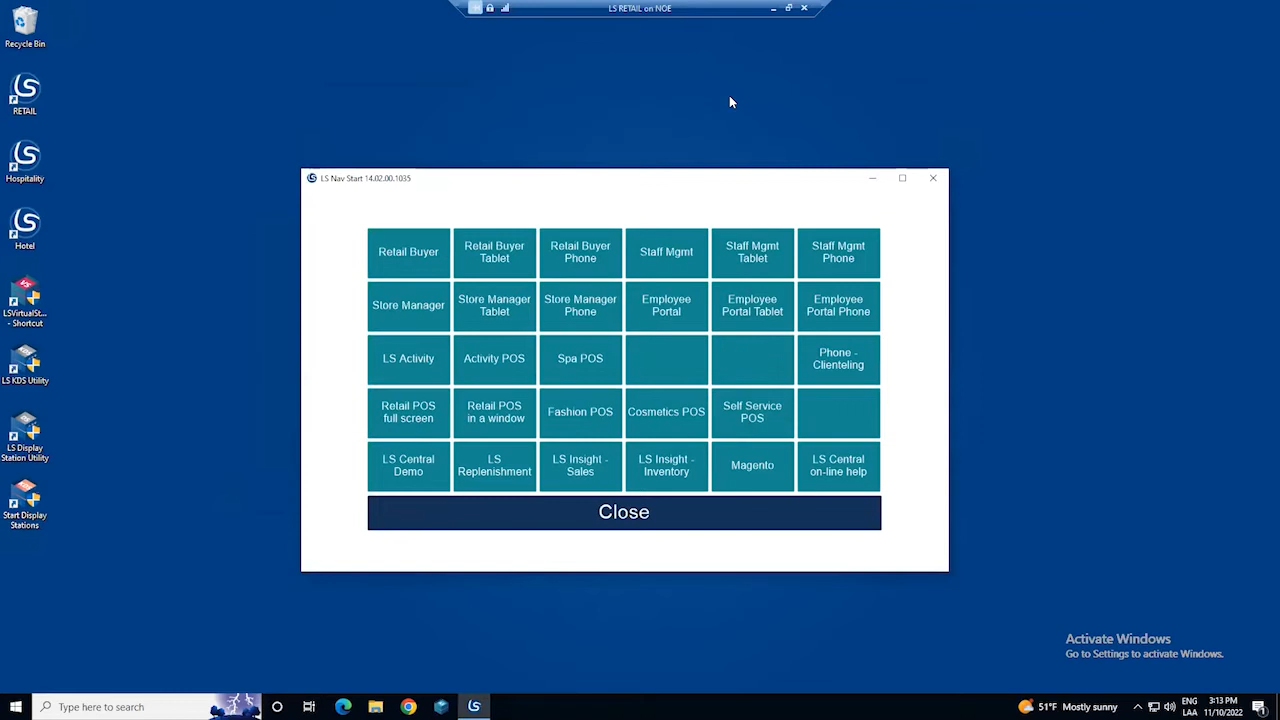 LS RETAIL on NOE
Recycle Bin
RETAIL
Hospitality
Hotel
LSVirtualSt...
- Shortcut
LS KDS Utility
LS Display
Station Utility
Start Display
Stations
LS Nav Start 14.02.00.1035
Retail Buyer
Retail Buyer
Tablet
Retail Buyer
Phone
Staff Mgmt
Staff Mgmt
Tablet
Staff Mgmt
Phone
Store Manager
Store Manager
Tablet
Store Manager
Phone
Employee
Portal
Employee
Portal Tablet
Employee
Portal Phone
LS Activity
Activity POS
Spa POS
Phone -
Clienteling
Retail POS
full screen
Retail POS
in a window
Fashion POS
Cosmetics POS
Self Service
POS
LS Central
Demo
LS
Replenishment
LS Insight -
Sales
LS Insight -
Inventory
Magento
LS Central
on-line help
Close
Activate Windows
Go to Settings to activate Windows.
Type here to search
51°F Mostly sunny
ENG
LAA
3:13 PM
11/10/2022